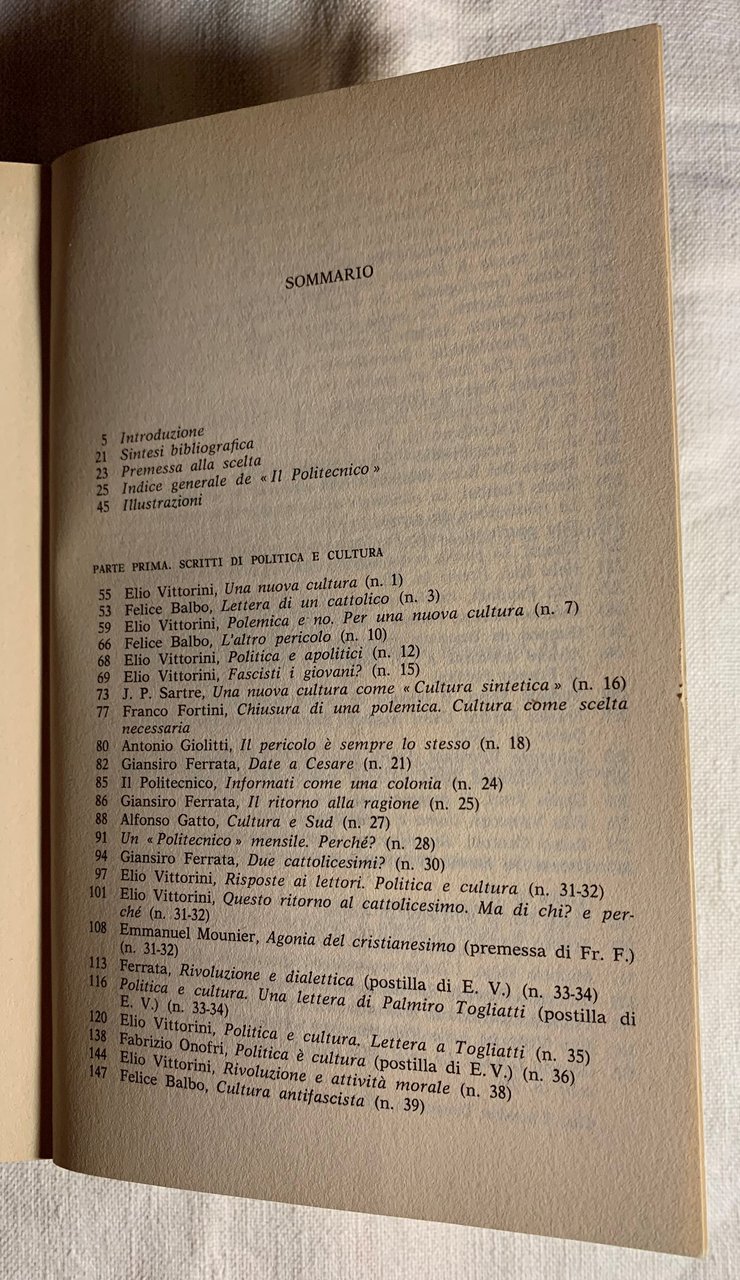 SOMMARIO
5 Introduzione
21 Sintesi bibliografica
23 Premessa alla scelta
25 Indice generale de « Il Politecnico »
45 Illustrazioni
PARTE PRIMA. SCRITTI DI POLITICA E CULTURA
55 Elio Vittorini, Una nuova cultura (n. 1)
53 Felice Balbo, Lettera di un cattolico (n. 3)
59 Elio Vittorini, Polemica e no. Per una nuova cultura (n. 7)
66 Felice Balbo, L'altro pericolo (n. 10)
68 Elio Vittorini, Politica e apolitici (n. 12)
69 Elio Vittorini, Fascisti i giovani? (n. 15)
73 J. P. Sartre, Una nuova cultura come « Cultura sintetica » (n. 16)
77 Franco Fortini, Chiusura di una polemica. Cultura come scelta
necessaria
80 Antonio Giolitti, Il pericolo è sempre lo stesso (n. 18)
82 Giansiro Ferrata, Date a Cesare (n. 21)
85 Il Politecnico, Informati come una colonia (n. 24)
86 Giansiro Ferrata, Il ritorno alla ragione (n. 25)
88 Alfonso Gatto, Cultura e Sud (n. 27)
91 Un « Politecnico » mensile. Perché? (n. 28)
94 Giansiro Ferrata, Due cattolicesimi? (n. 30)
97 Elio Vittorini, Risposte ai lettori. Politica e cultura (n. 31-32)
101 Elio Vittorini, Questo ritorno al cattolicesimo. Ma di chi? e per-
ché (n. 31-32)
108 Emmanuel Mounier, Agonia del cristianesimo (premessa di Fr. F.)
(n. 31-32)
113 Ferrata, Rivoluzione e dialettica (postilla di E. V.) (n. 33-34)
116 Politica e cultura. Una lettera di Palmiro Togliatti (postilla di
E. V.) (n. 33-34)
120 Elio Vittorini, Politica e cultura. Lettera a Togliatti (n. 35)
138 Fabrizio Onofri, Politica è cultura (postilla di E. V.) (n. 36)
144 Elio Vittorini, Rivoluzione e attività morale (n. 38)
147 Felice Balbo, Cultura antifascista (n. 39)